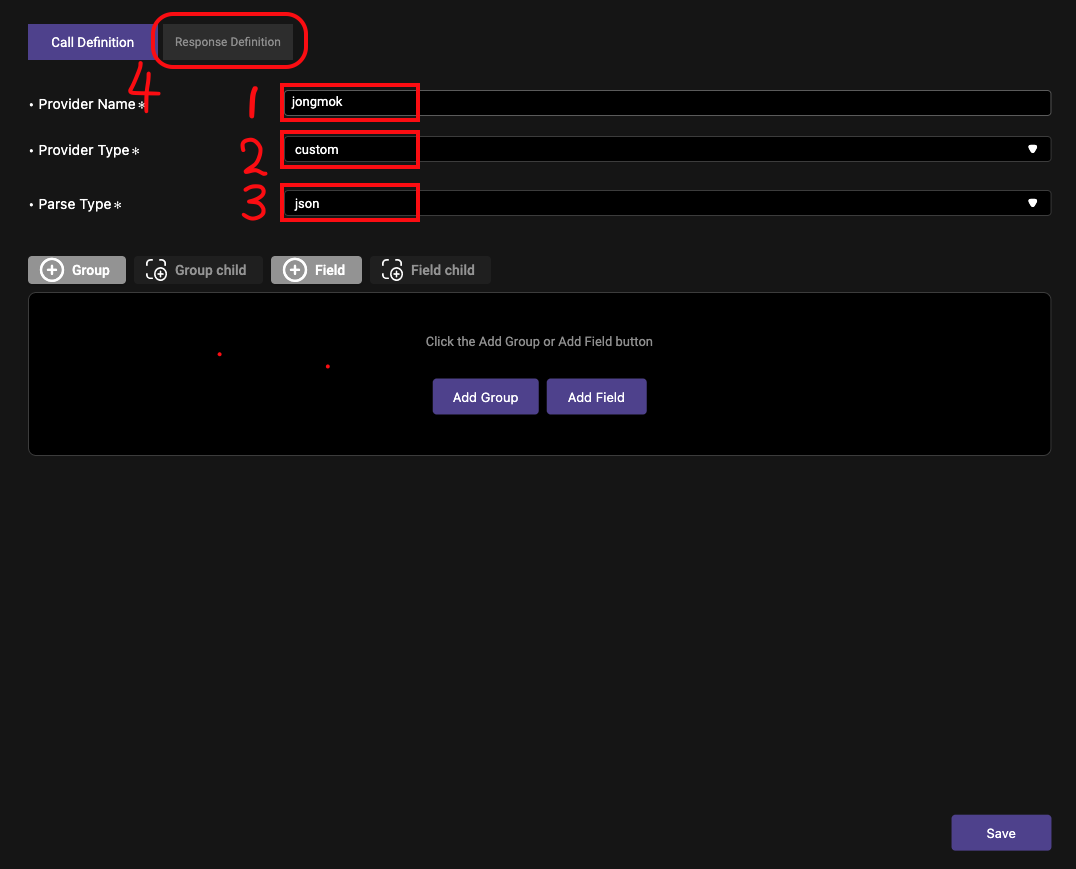 Call Definition Response Definition
4
• Provider Name* 1 jongmok
• Provider Type* 2 custom
• Parse Type* 3 json
Group Group child Field Field child
Click the Add Group or Add Field button
Add Group Add Field
Save